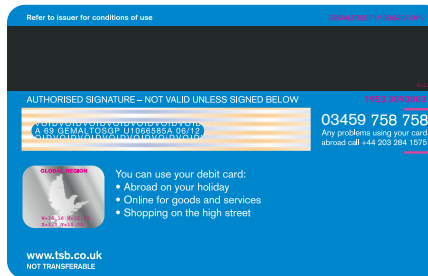 Refer to issuer for conditions of use
AUTHORISED SIGNATURE – NOT VALID UNLESS SIGNED BELOW
VOIDVOIDVOIDVOIDVOIDVOIDVOID
A 69 GEMALTOSGP U1066585A 06/12
VOIDVOIDVOIDVOIDVOIDVOIDVOID
03459 758 758
Any problems using your card
abroad call +44 203 284 1575
GLOBAL REGION
You can use your debit card:
• Abroad on your holiday
• Online for goods and services
• Shopping on the high street
www.tsb.co.uk
NOT TRANSFERABLE